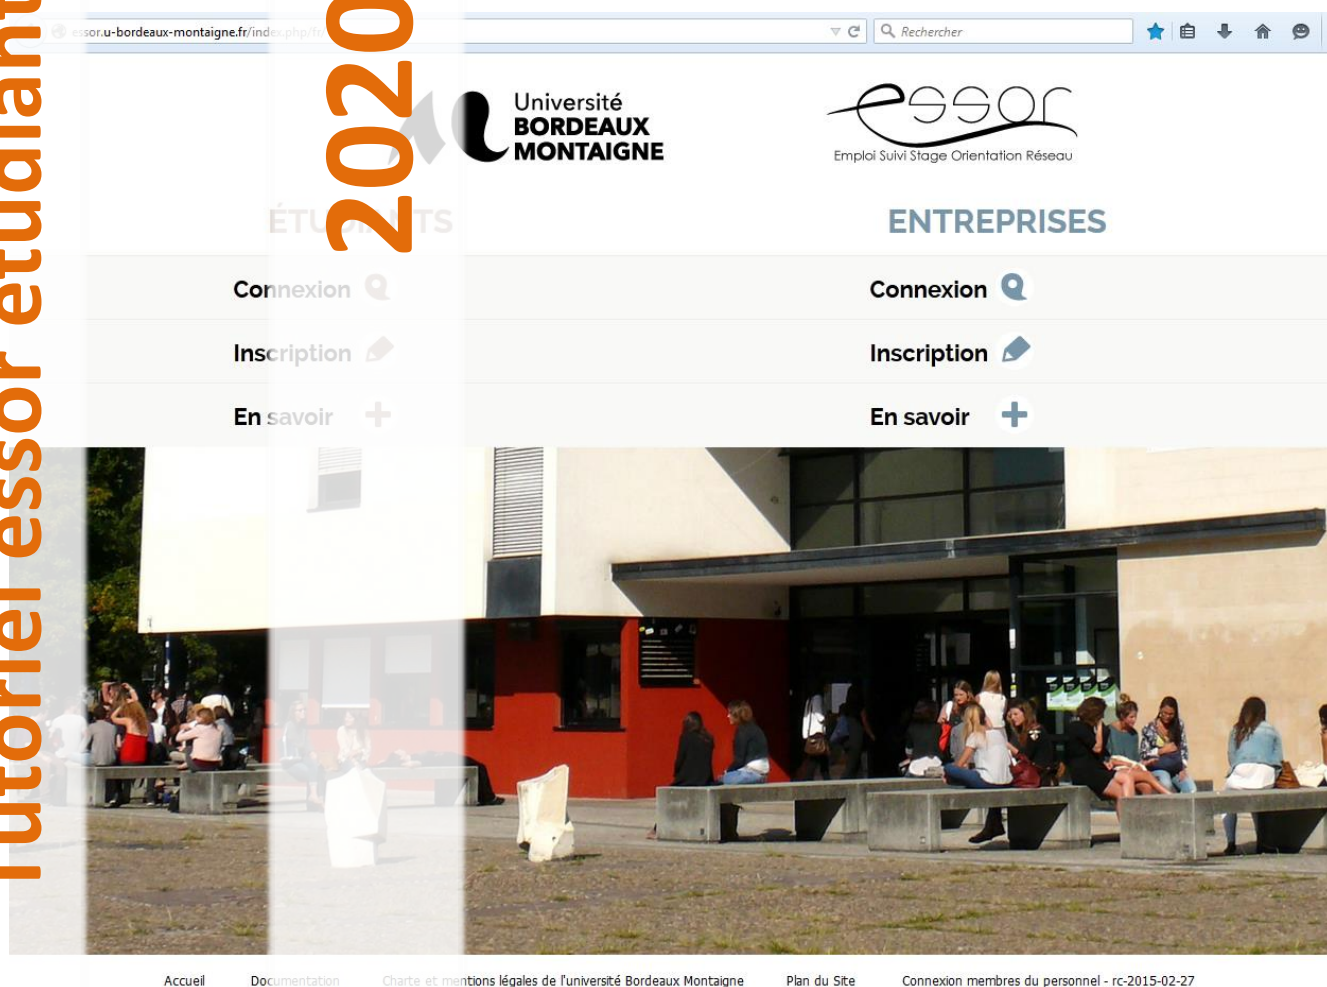 Tutoriel essor étudiant
2020
essor.u-bordeaux-montaigne.fr/index.php/fr
Rechercher
Université
BORDEAUX
MONTAIGNE
essor
Emploi Suivi Stage Orientation Réseau
ÉTUDIANTS
ENTREPRISES
Connexion
Connexion
Inscription
Inscription
En savoir
En savoir
Accueil Documentation Charte et mentions légales de l'université Bordeaux Montaigne Plan du Site Connexion membres du personnel - rc-2015-02-27